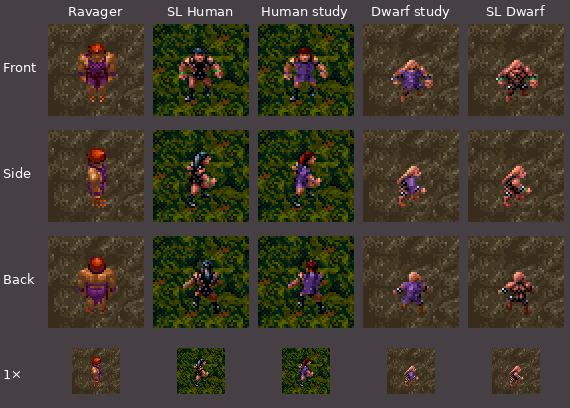 Ravager SL Human Human study Dwarf study SL Dwarf
Front
Side
Back
1×